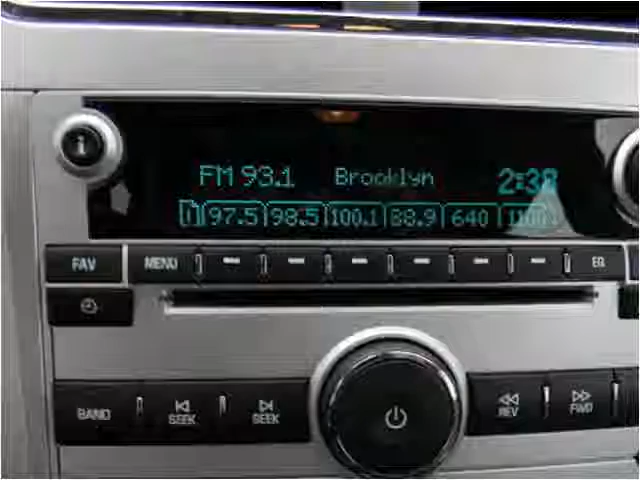 FM 93.1 Brooklyn 2:38
1 97.5 98.5 100.1 88.9 640 1100
FAV MENU EQ
BAND SEEK SEEK REV FWD